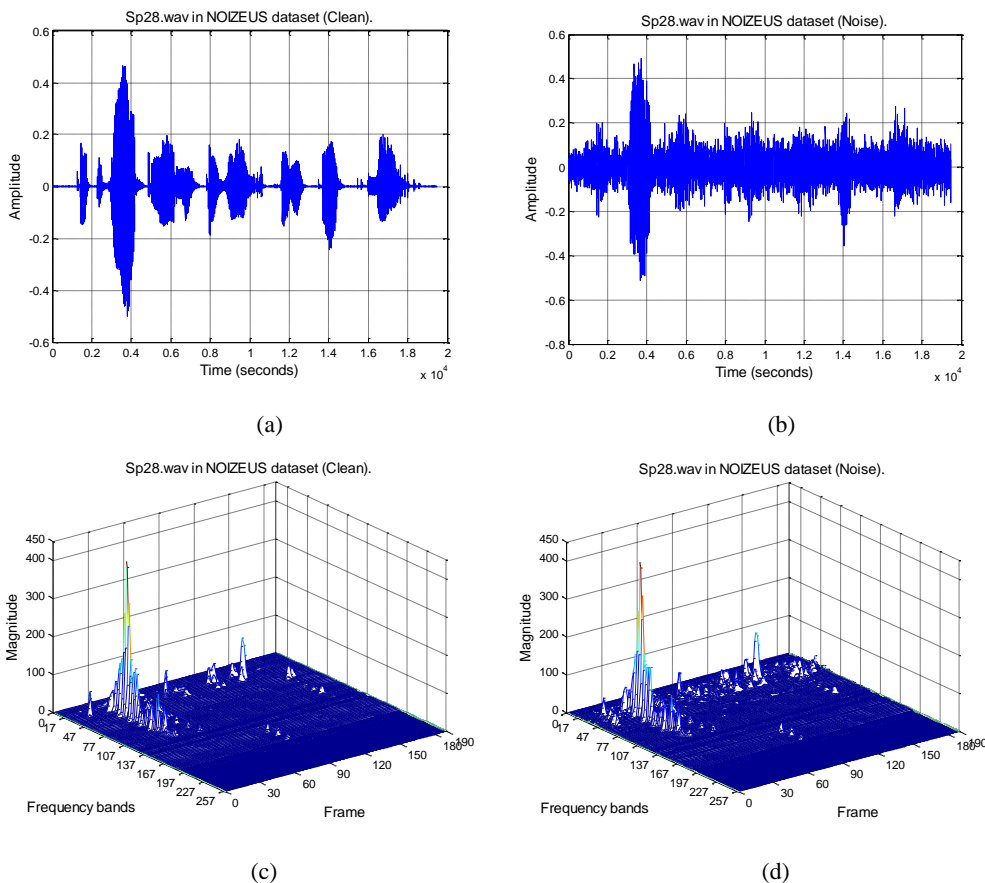 Sp28.wav in NOIZEUS dataset (Clean).
0.6
0.4
0.2
0
-0.2
-0.4
-0.6
Amplitude
0 0.2 0.4 0.6 0.8 1 1.2 1.4 1.6 1.8 2
Time (seconds)
x 10^4
(a)
Sp28.wav in NOIZEUS dataset (Noise).
0.6
0.4
0.2
0
-0.2
-0.4
-0.6
-0.8
Amplitude
0 0.2 0.4 0.6 0.8 1 1.2 1.4 1.6 1.8 2
Time (seconds)
x 10^4
(b)
Sp28.wav in NOIZEUS dataset (Clean).
450
400
300
200
100
0
Magnitude
0 17 47 77 107 137 167 197 227 257
Frequency bands
0 30 60 90 120 150 180 190
Frame
(c)
Sp28.wav in NOIZEUS dataset (Noise).
450
400
300
200
100
0
Magnitude
0 17 47 77 107 137 167 197 227 257
Frequency bands
0 30 60 90 120 150 180 190
Frame
(d)